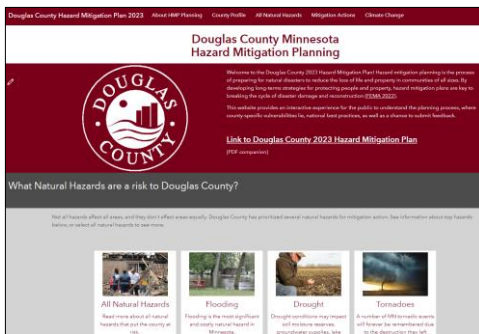 Douglas County Hazard Mitigation Plan 2023 About HMP Planning County Profile All Natural Hazards Mitigation Actions Climate Change
Douglas County Minnesota
Hazard Mitigation Planning
DOUGLAS
COUNTY
Welcome to the Douglas County 2023 Hazard Mitigation Plan! Hazard mitigation planning is the process
of preparing for natural disasters to reduce the loss of life and property in communities of all sizes. By
developing long-term strategies for protecting people and property, hazard mitigation plans are key to
breaking the cycle of disaster damage and reconstruction (FEMA 2022).
This website provides an interactive experience for the public to understand the planning process, where
county-specific vulnerabilities lie, national best practices, as well as a chance to submit feedback.
Link to Douglas County 2023 Hazard Mitigation Plan
(PDF companion)
What Natural Hazards are a risk to Douglas County?
Not all hazards affect all areas, and they don't affect areas equally. Douglas County has prioritized several natural hazards for mitigation action. See information about top hazards
below, or select all natural hazards to see more.
All Natural Hazards
Read more about all natural
hazards that put the county at
risk.
Flooding
Flooding is the most significant
and costly natural hazard in
Minnesota.
Drought
Drought conditions may impact
soil moisture reserves,
groundwater supplies, lake
Tornadoes
A number of MN tornado events
will forever be remembered due
to the destruction they left